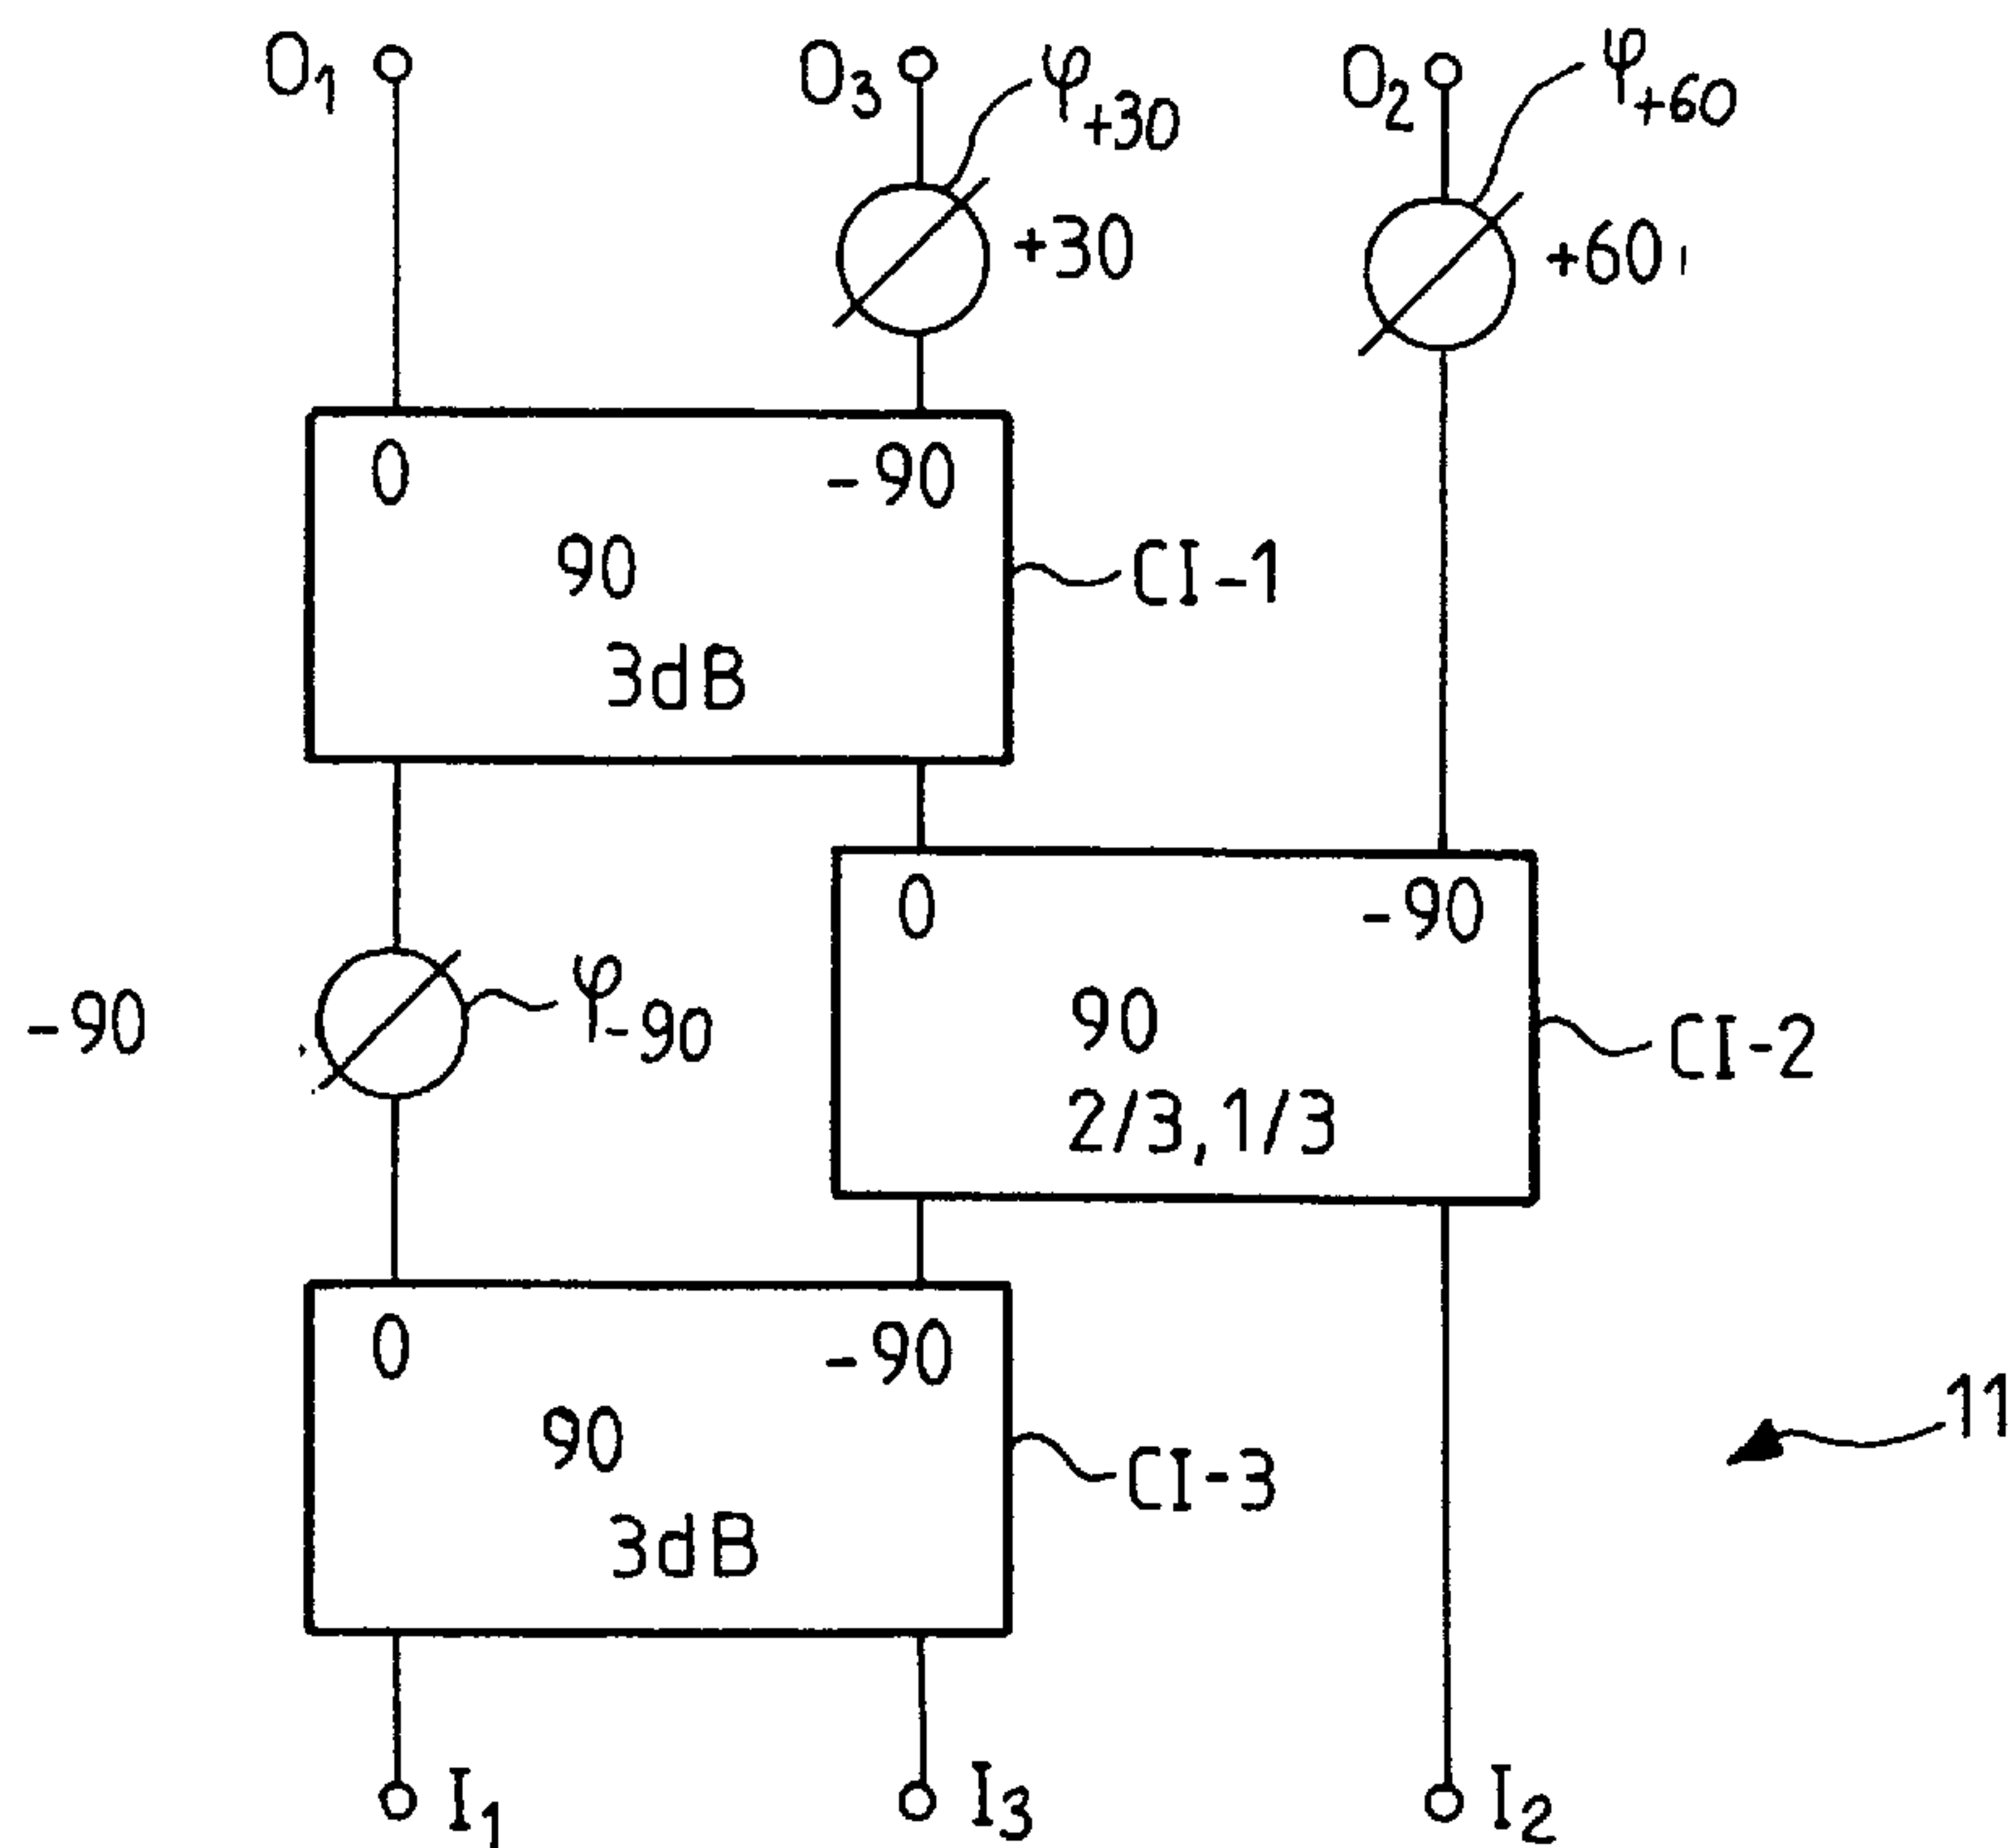 O1 O3 φ+30 O2 φ+60
+30 +60
0 -90
90 CI-1
3dB
0 -90
-90 φ-90 90 CI-2
2/3, 1/3
0 -90
90 CI-3 11
3dB
I1 I3 I2